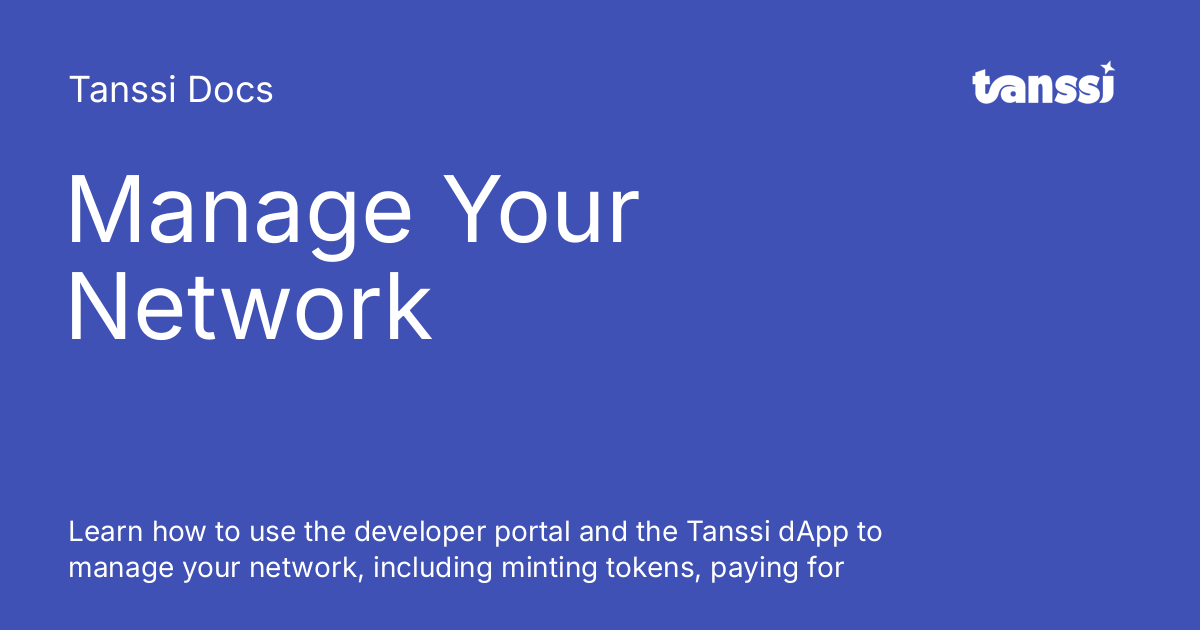 Tanssi Docs
tanssi
Manage Your
Network
Learn how to use the developer portal and the Tanssi dApp to
manage your network, including minting tokens, paying for